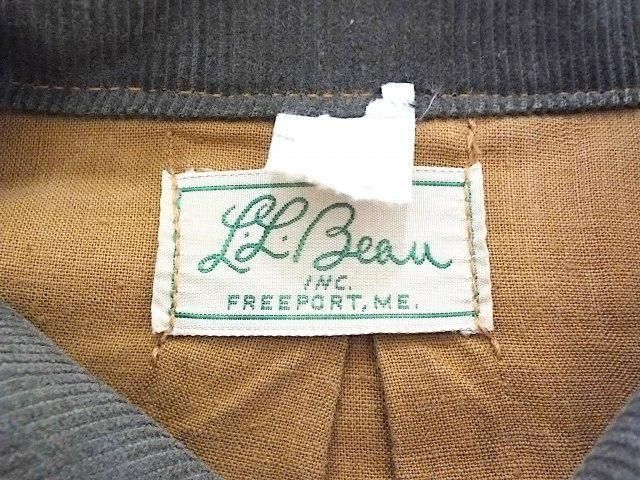 L.L. Bean
INC.
FREEPORT, ME.